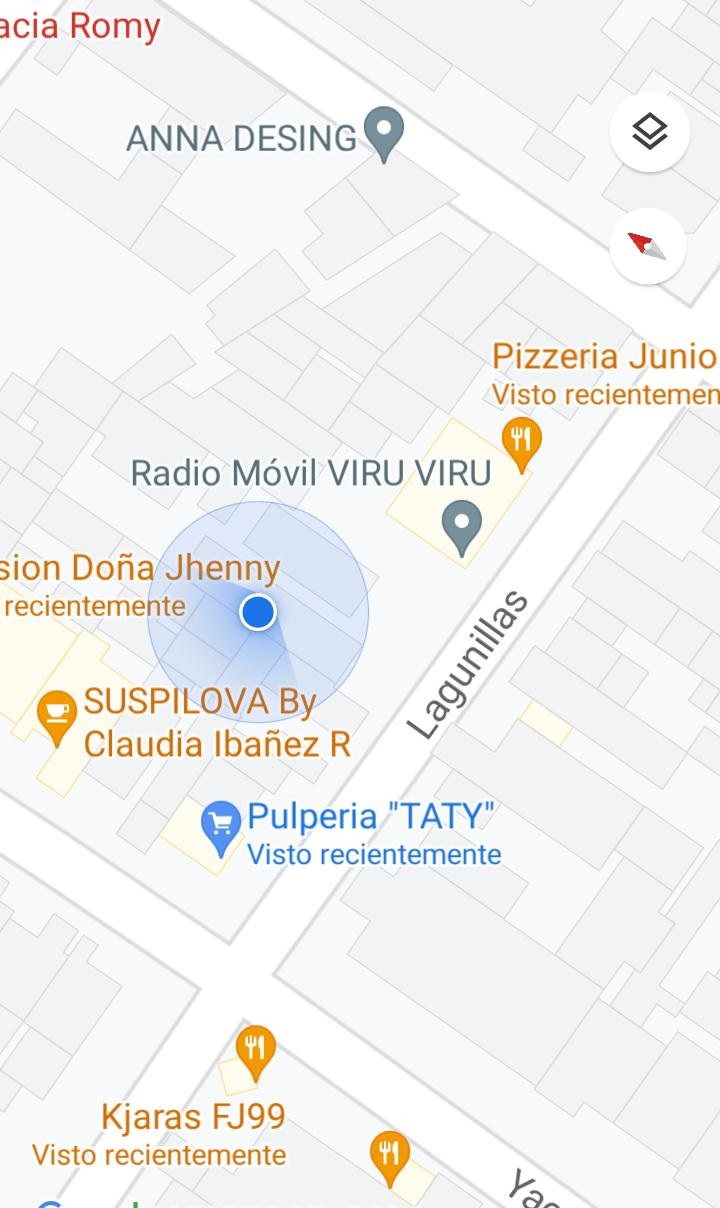 acia Romy
ANNA DESING
Pizzeria Junio
Visto recientemen
Radio Móvil VIRU VIRU
sion Doña Jhenny
recientemente
Lagunillas
SUSPILOVA By
Claudia Ibañez R
Pulperia "TATY"
Visto recientemente
Kjaras FJ99
Visto recientemente